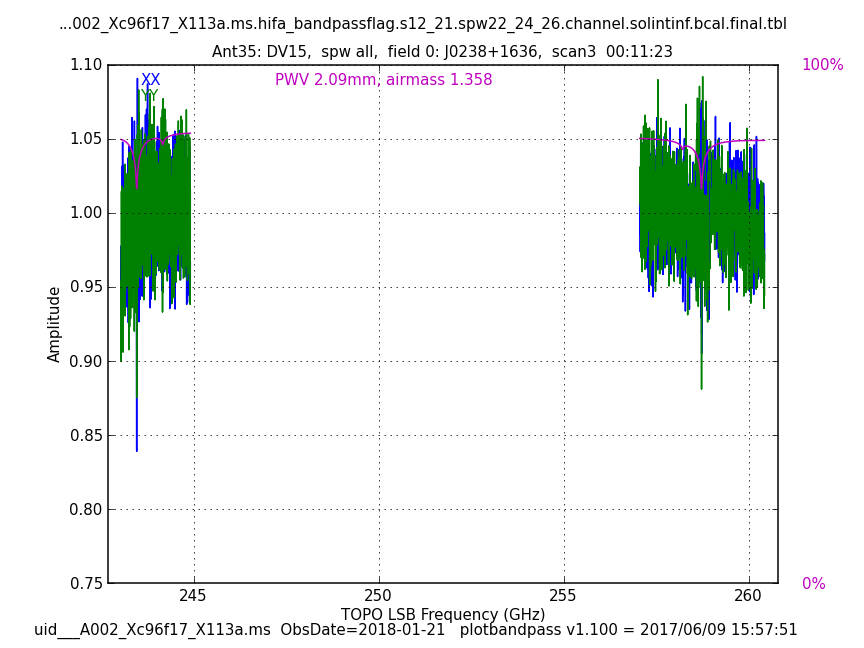 ...002_Xc96f17_X113a.ms.hifa_bandpassflag.s12_21.spw22_24_26.channel.solintinf.bcal.final.tbl
Ant35: DV15,  spw all,  field 0: J0238+1636,  scan3  00:11:23
1.10
100%
XX
PWV 2.09mm, airmass 1.358
YY
1.05
1.00
0.95
Amplitude
0.90
0.85
0.80
0.75
0%
245
250
255
260
TOPO LSB Frequency (GHz)
uid___A002_Xc96f17_X113a.ms  ObsDate=2018-01-21   plotbandpass v1.100 = 2017/06/09 15:57:51